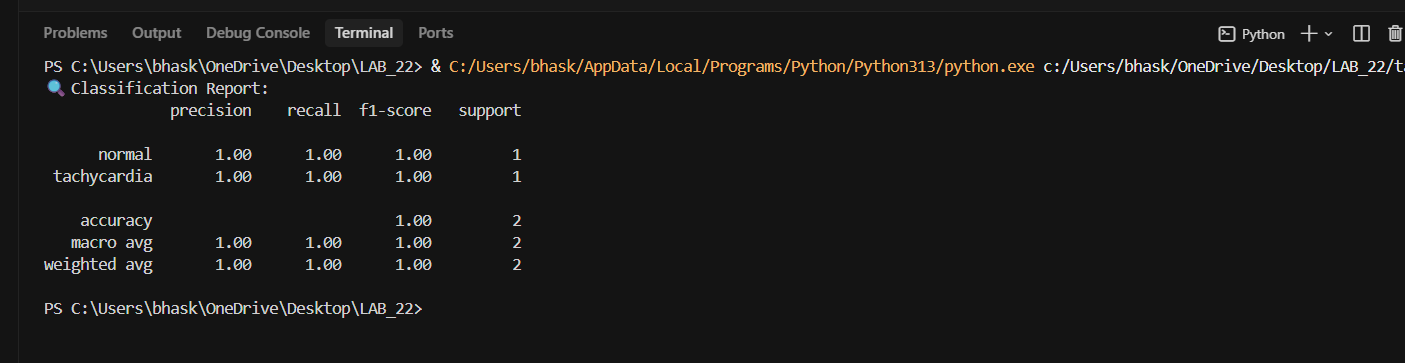 Problems Output Debug Console Terminal Ports Python
PS C:\Users\bhask\OneDrive\Desktop\LAB_22> & C:/Users/bhask/AppData/Local/Programs/Python/Python313/python.exe c:/Users/bhask/OneDrive/Desktop/LAB_22/t
🔍 Classification Report:
precision recall f1-score support
normal 1.00 1.00 1.00 1
tachycardia 1.00 1.00 1.00 1
accuracy 1.00 2
macro avg 1.00 1.00 1.00 2
weighted avg 1.00 1.00 1.00 2
PS C:\Users\bhask\OneDrive\Desktop\LAB_22>